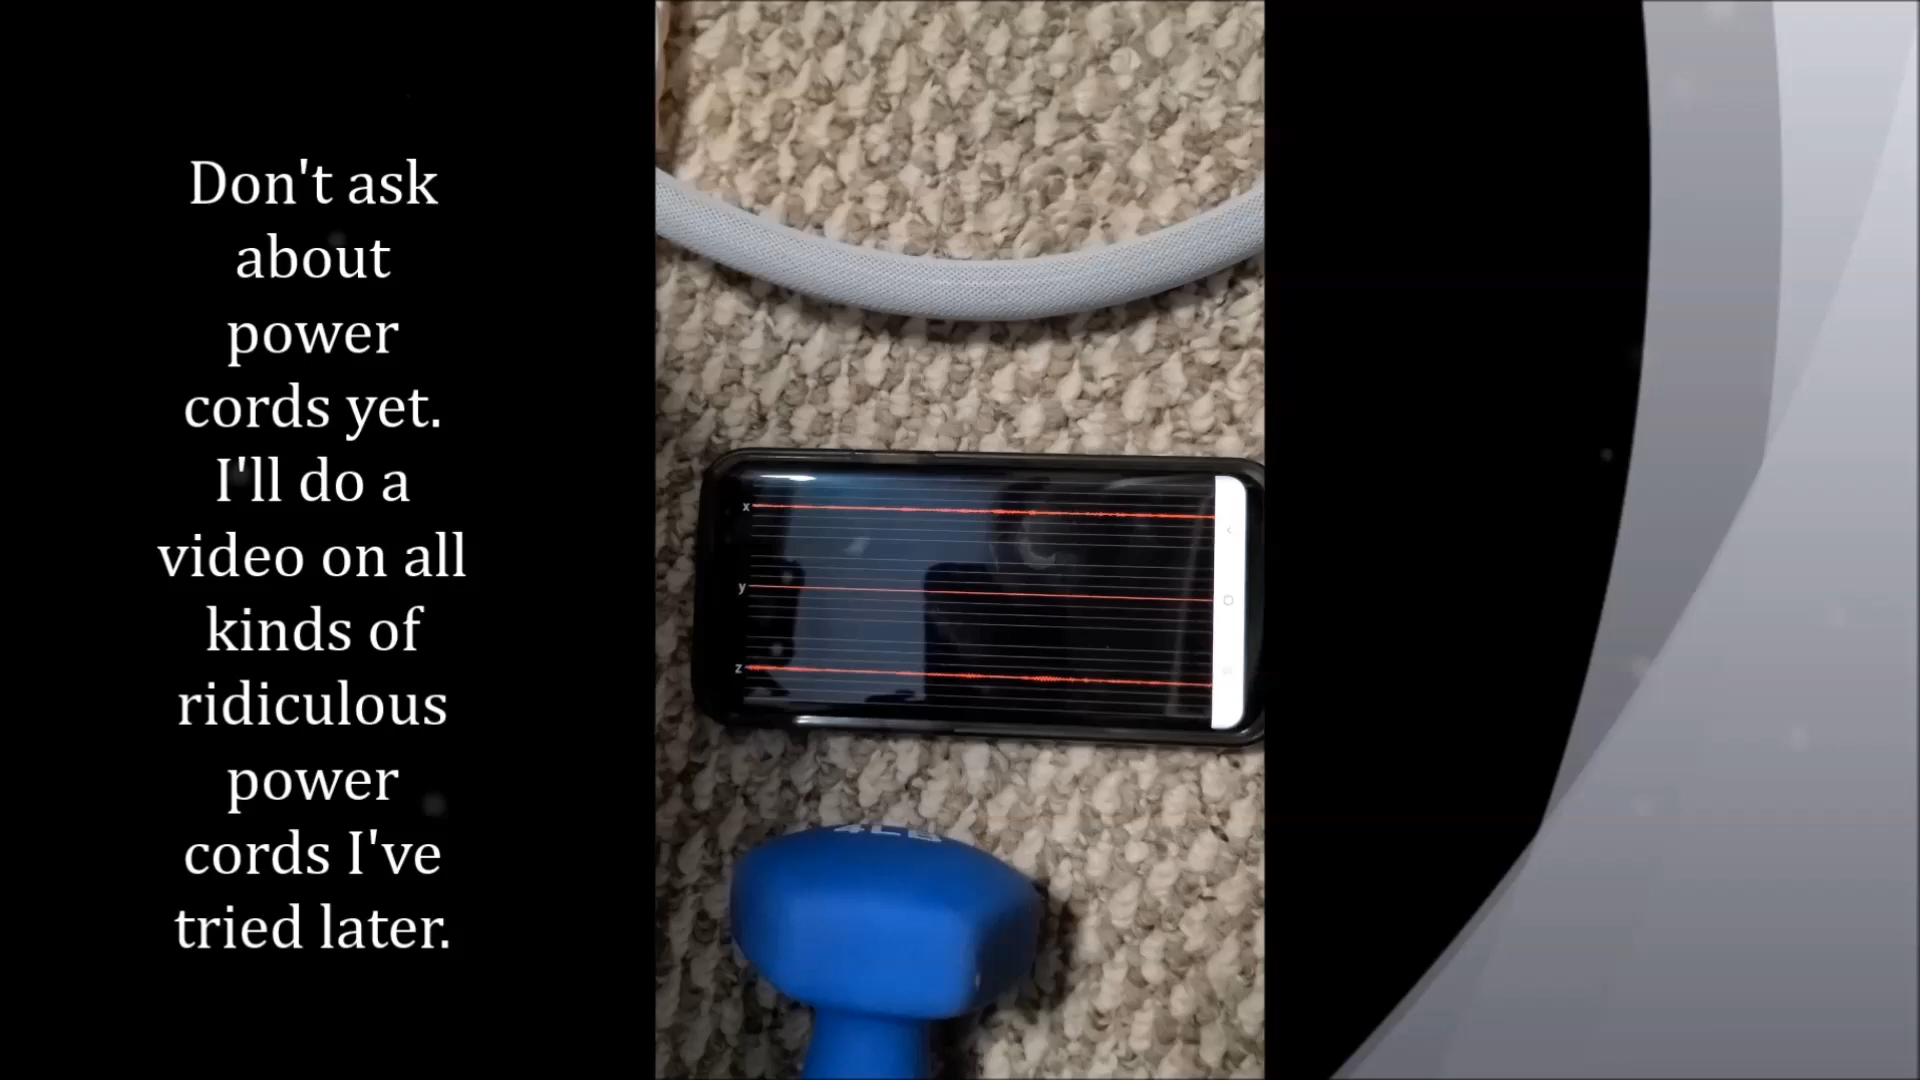 Don't ask
about
power
cords yet.
I'll do a
video on all
kinds of
ridiculous
power
cords I've
tried later.
x
y
z
4LB